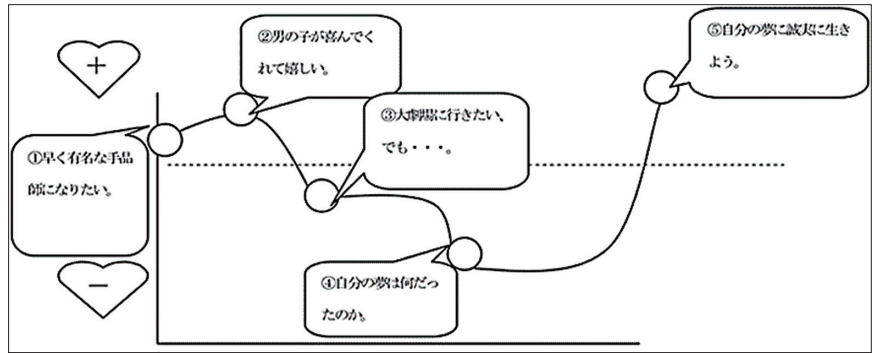 +
②男の子が喜んでく
れて嬉しい。
⑤自分の夢に誠実に生き
よう。
③大劇場に行きたい、
でも・・・。
①早く有名な手品
師になりたい。
④自分の夢は何だっ
たのか。
−